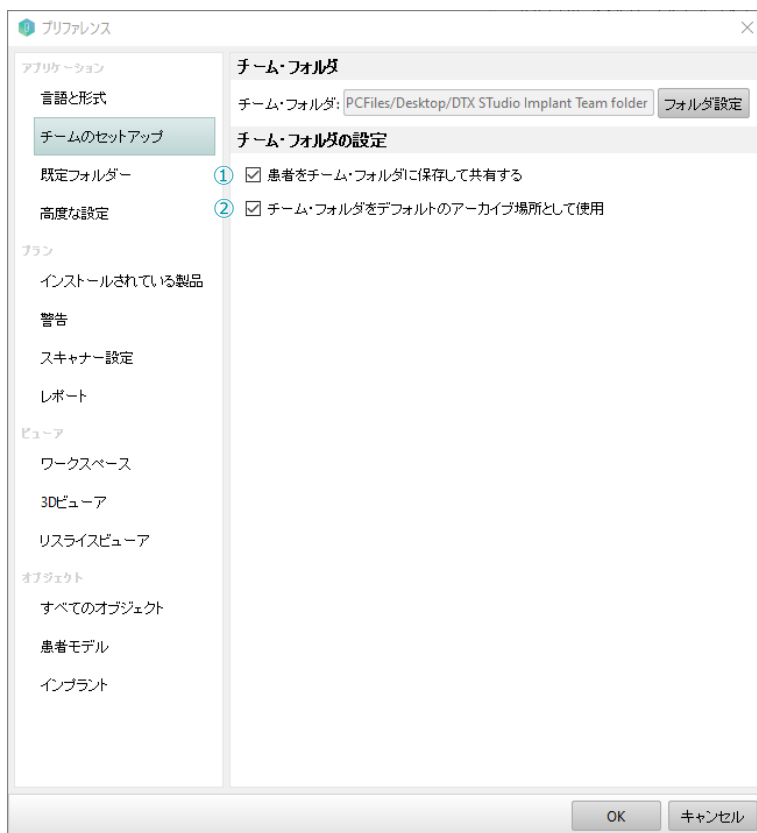 プリファレンス
アプリケーション
言語と形式
チームのセットアップ
既定フォルダー
高度な設定
プラン
インストールされている製品
警告
スキャナー設定
レポート
ビューア
ワークスペース
3Dビューア
リスライスビューア
オブジェクト
すべてのオブジェクト
患者モデル
インプラント
チーム・フォルダ
チーム・フォルダ: PCFiles/Desktop/DTX STudio Implant Team folder フォルダ設定
チーム・フォルダの設定
① 患者をチーム・フォルダに保存して共有する
② チーム・フォルダをデフォルトのアーカイブ場所として使用
OK キャンセル